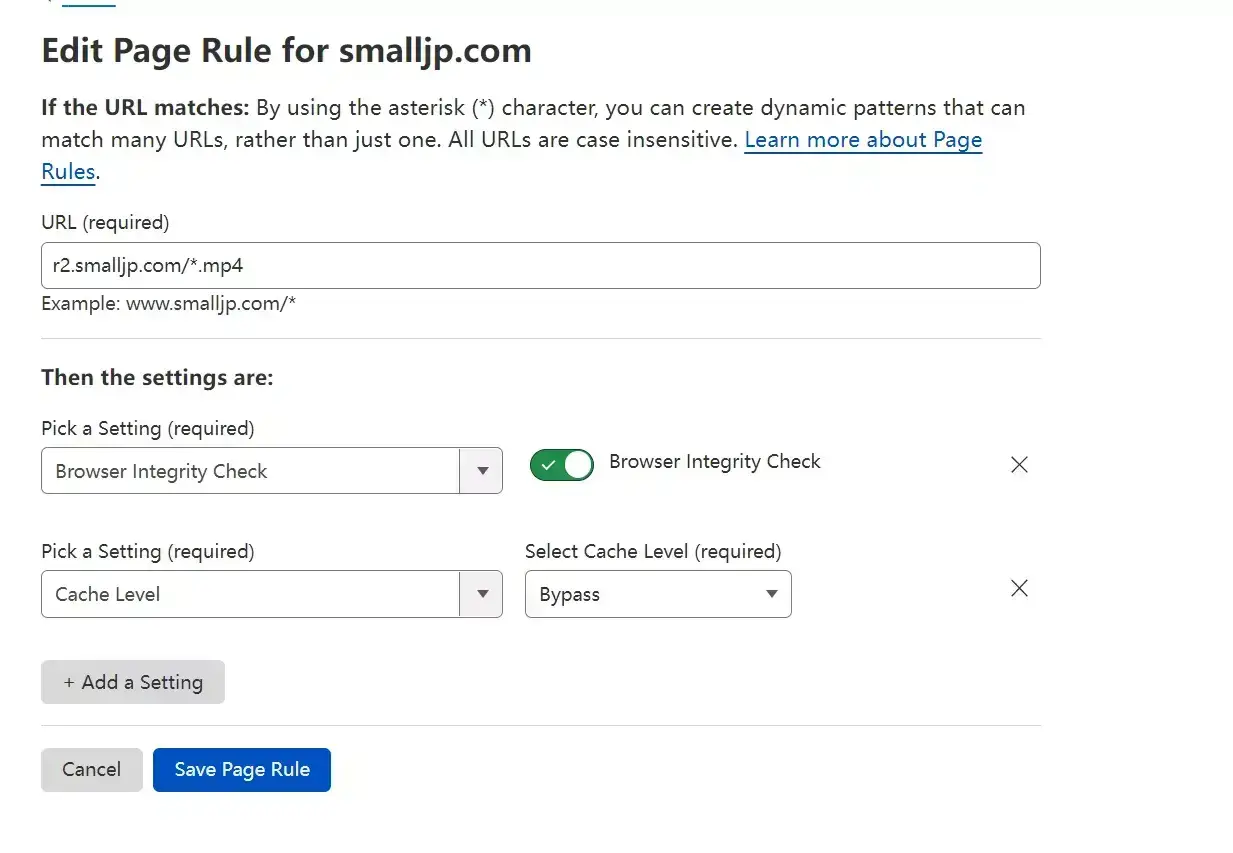 Edit Page Rule for smalljp.com
If the URL matches: By using the asterisk (*) character, you can create dynamic patterns that can
match many URLs, rather than just one. All URLs are case insensitive. Learn more about Page
Rules.
URL (required)
r2.smalljp.com/*.mp4
Example: www.smalljp.com/*
Then the settings are:
Pick a Setting (required)
Browser Integrity Check
Browser Integrity Check
Pick a Setting (required)
Select Cache Level (required)
Cache Level
Bypass
+ Add a Setting
Cancel
Save Page Rule